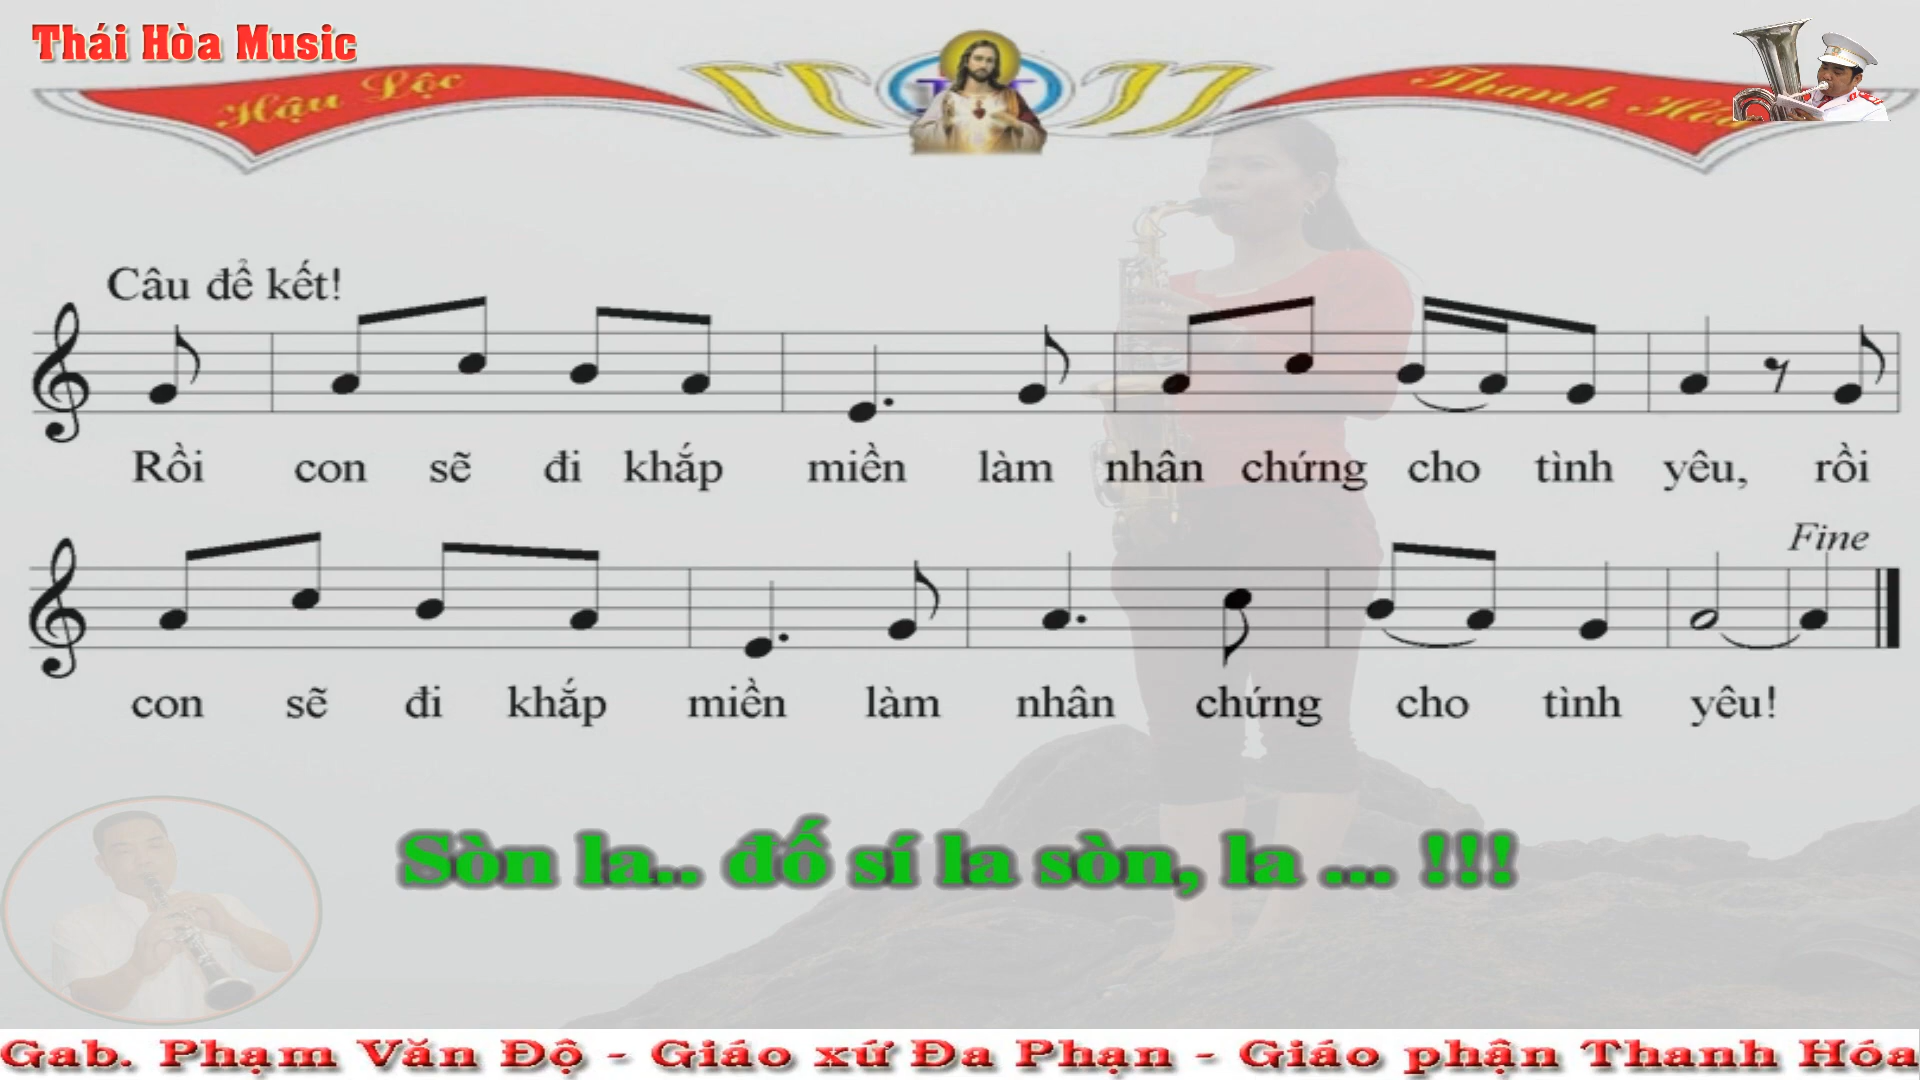 Thái Hòa Music
Hậu Lộc
Thanh Hóa
Câu để kết!
Rồi con sẽ đi khắp miền làm nhân chứng cho tình yêu, rồi
Fine
con sẽ đi khắp miền làm nhân chứng cho tình yêu!
Sòn la.. đố sí la sòn, la ... !!!
Gab. Phạm Văn Độ - Giáo xứ Đa Phạn - Giáo phận Thanh Hóa